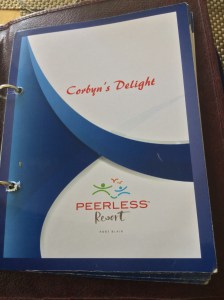 Corbyn's Delight
PEERLESS
Resort
PORT BLAIR